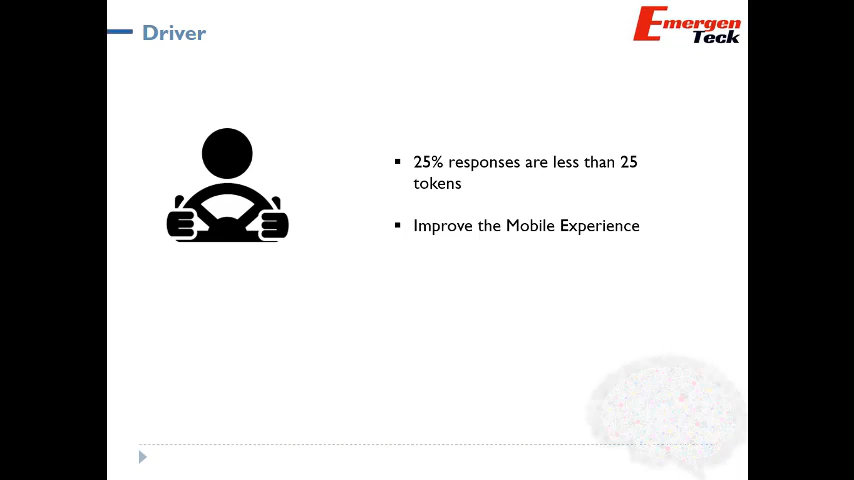 Driver
Emergen
Teck
▪ 25% responses are less than 25
tokens
▪ Improve the Mobile Experience